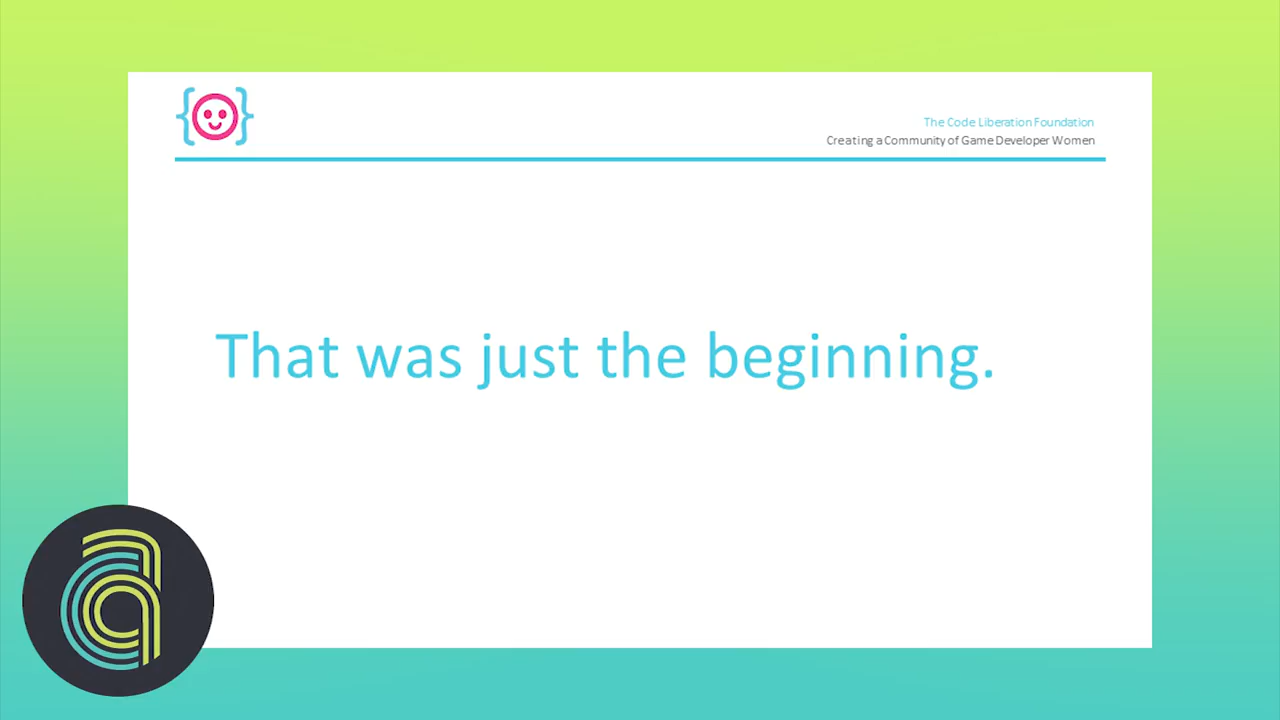 The Code Liberation Foundation
Creating a Community of Game Developer Women
That was just the beginning.